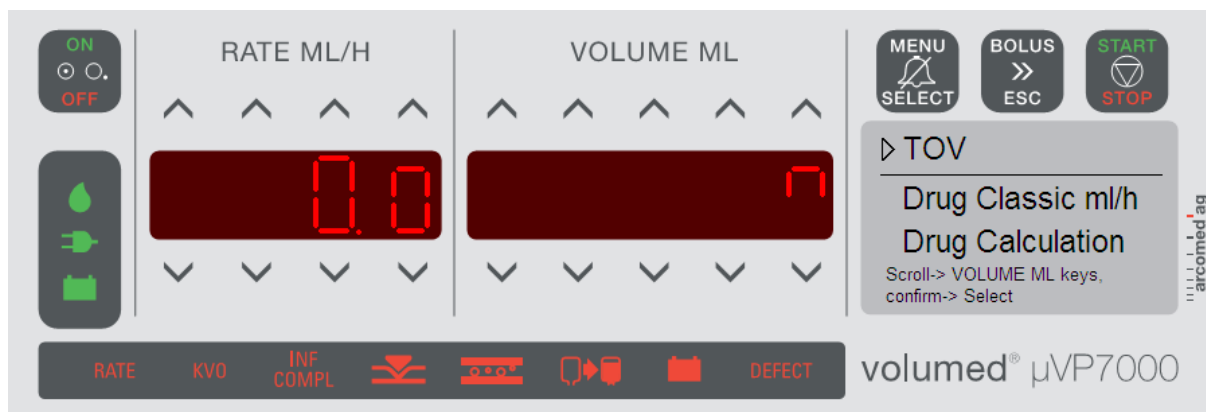 ON
OFF
RATE ML/H
VOLUME ML
MENU
SELECT
BOLUS
ESC
START
STOP
0.0
n
TOV
Drug Classic ml/h
Drug Calculation
Scroll-> VOLUME ML keys,
confirm-> Select
arcomed ag
RATE
KVO
INF
COMPL
DEFECT
volumed® µVP7000